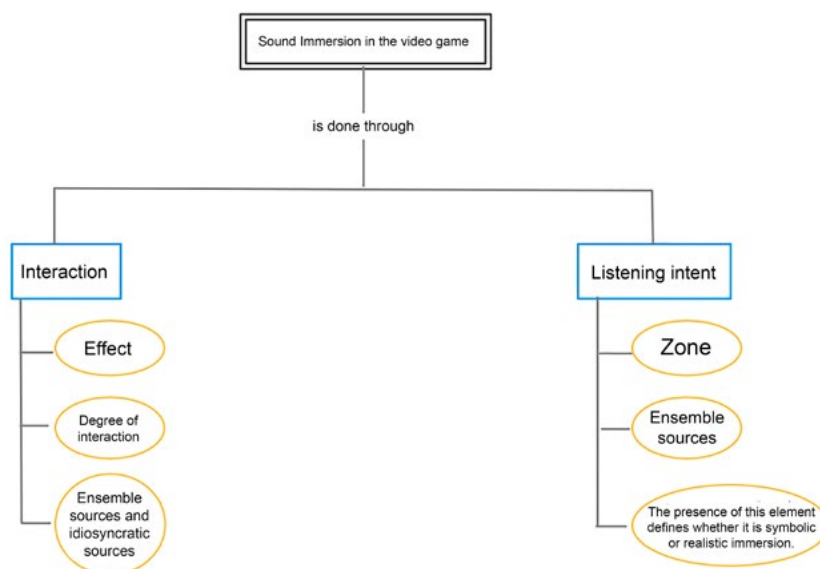 Sound Immersion in the video game
is done through
Interaction
Effect
Degree of
interaction
Ensemble
sources and
idiosyncratic
sources
Listening intent
Zone
Ensemble
sources
The presence of this element
defines whether it is symbolic
or realistic immersion.